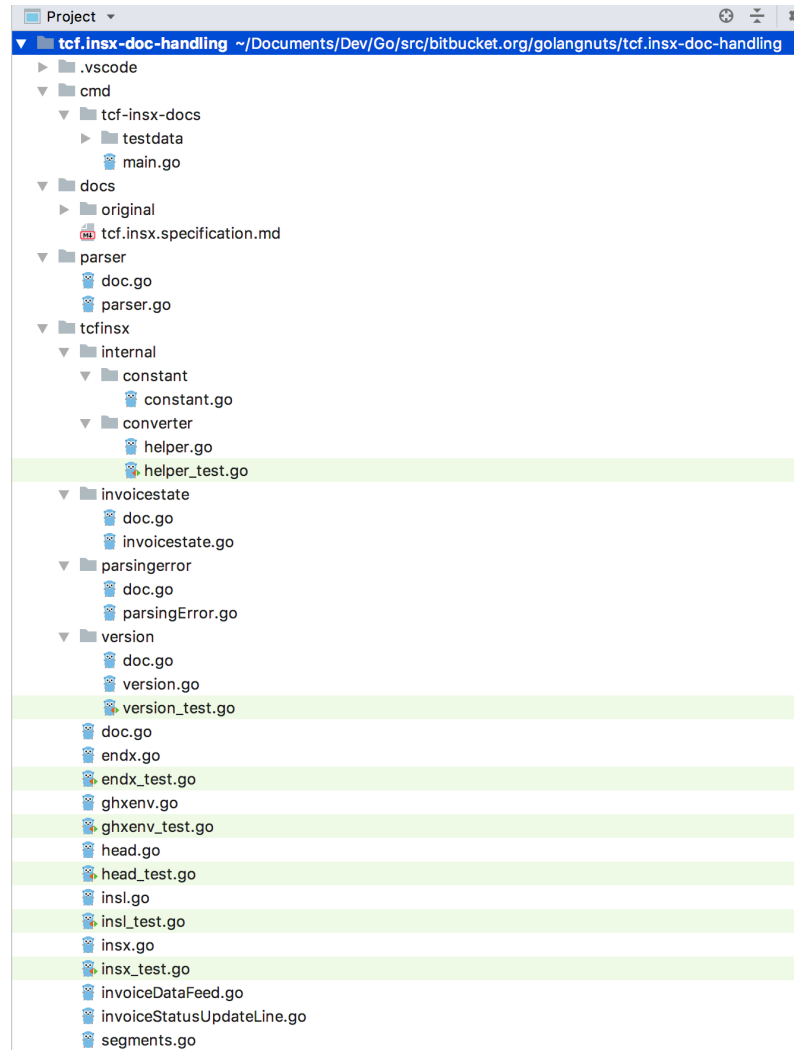 Project
tcf.insx-doc-handling ~/Documents/Dev/Go/src/bitbucket.org/golangnuts/tcf.insx-doc-handling
.vscode
cmd
tcf-insx-docs
testdata
main.go
docs
original
tcf.insx.specification.md
parser
doc.go
parser.go
tcfinsx
internal
constant
constant.go
converter
helper.go
helper_test.go
invoicestate
doc.go
invoicestate.go
parsingerror
doc.go
parsingError.go
version
doc.go
version.go
version_test.go
doc.go
endx.go
endx_test.go
ghxenv.go
ghxenv_test.go
head.go
head_test.go
insl.go
insl_test.go
insx.go
insx_test.go
invoiceDataFeed.go
invoiceStatusUpdateLine.go
segments.go